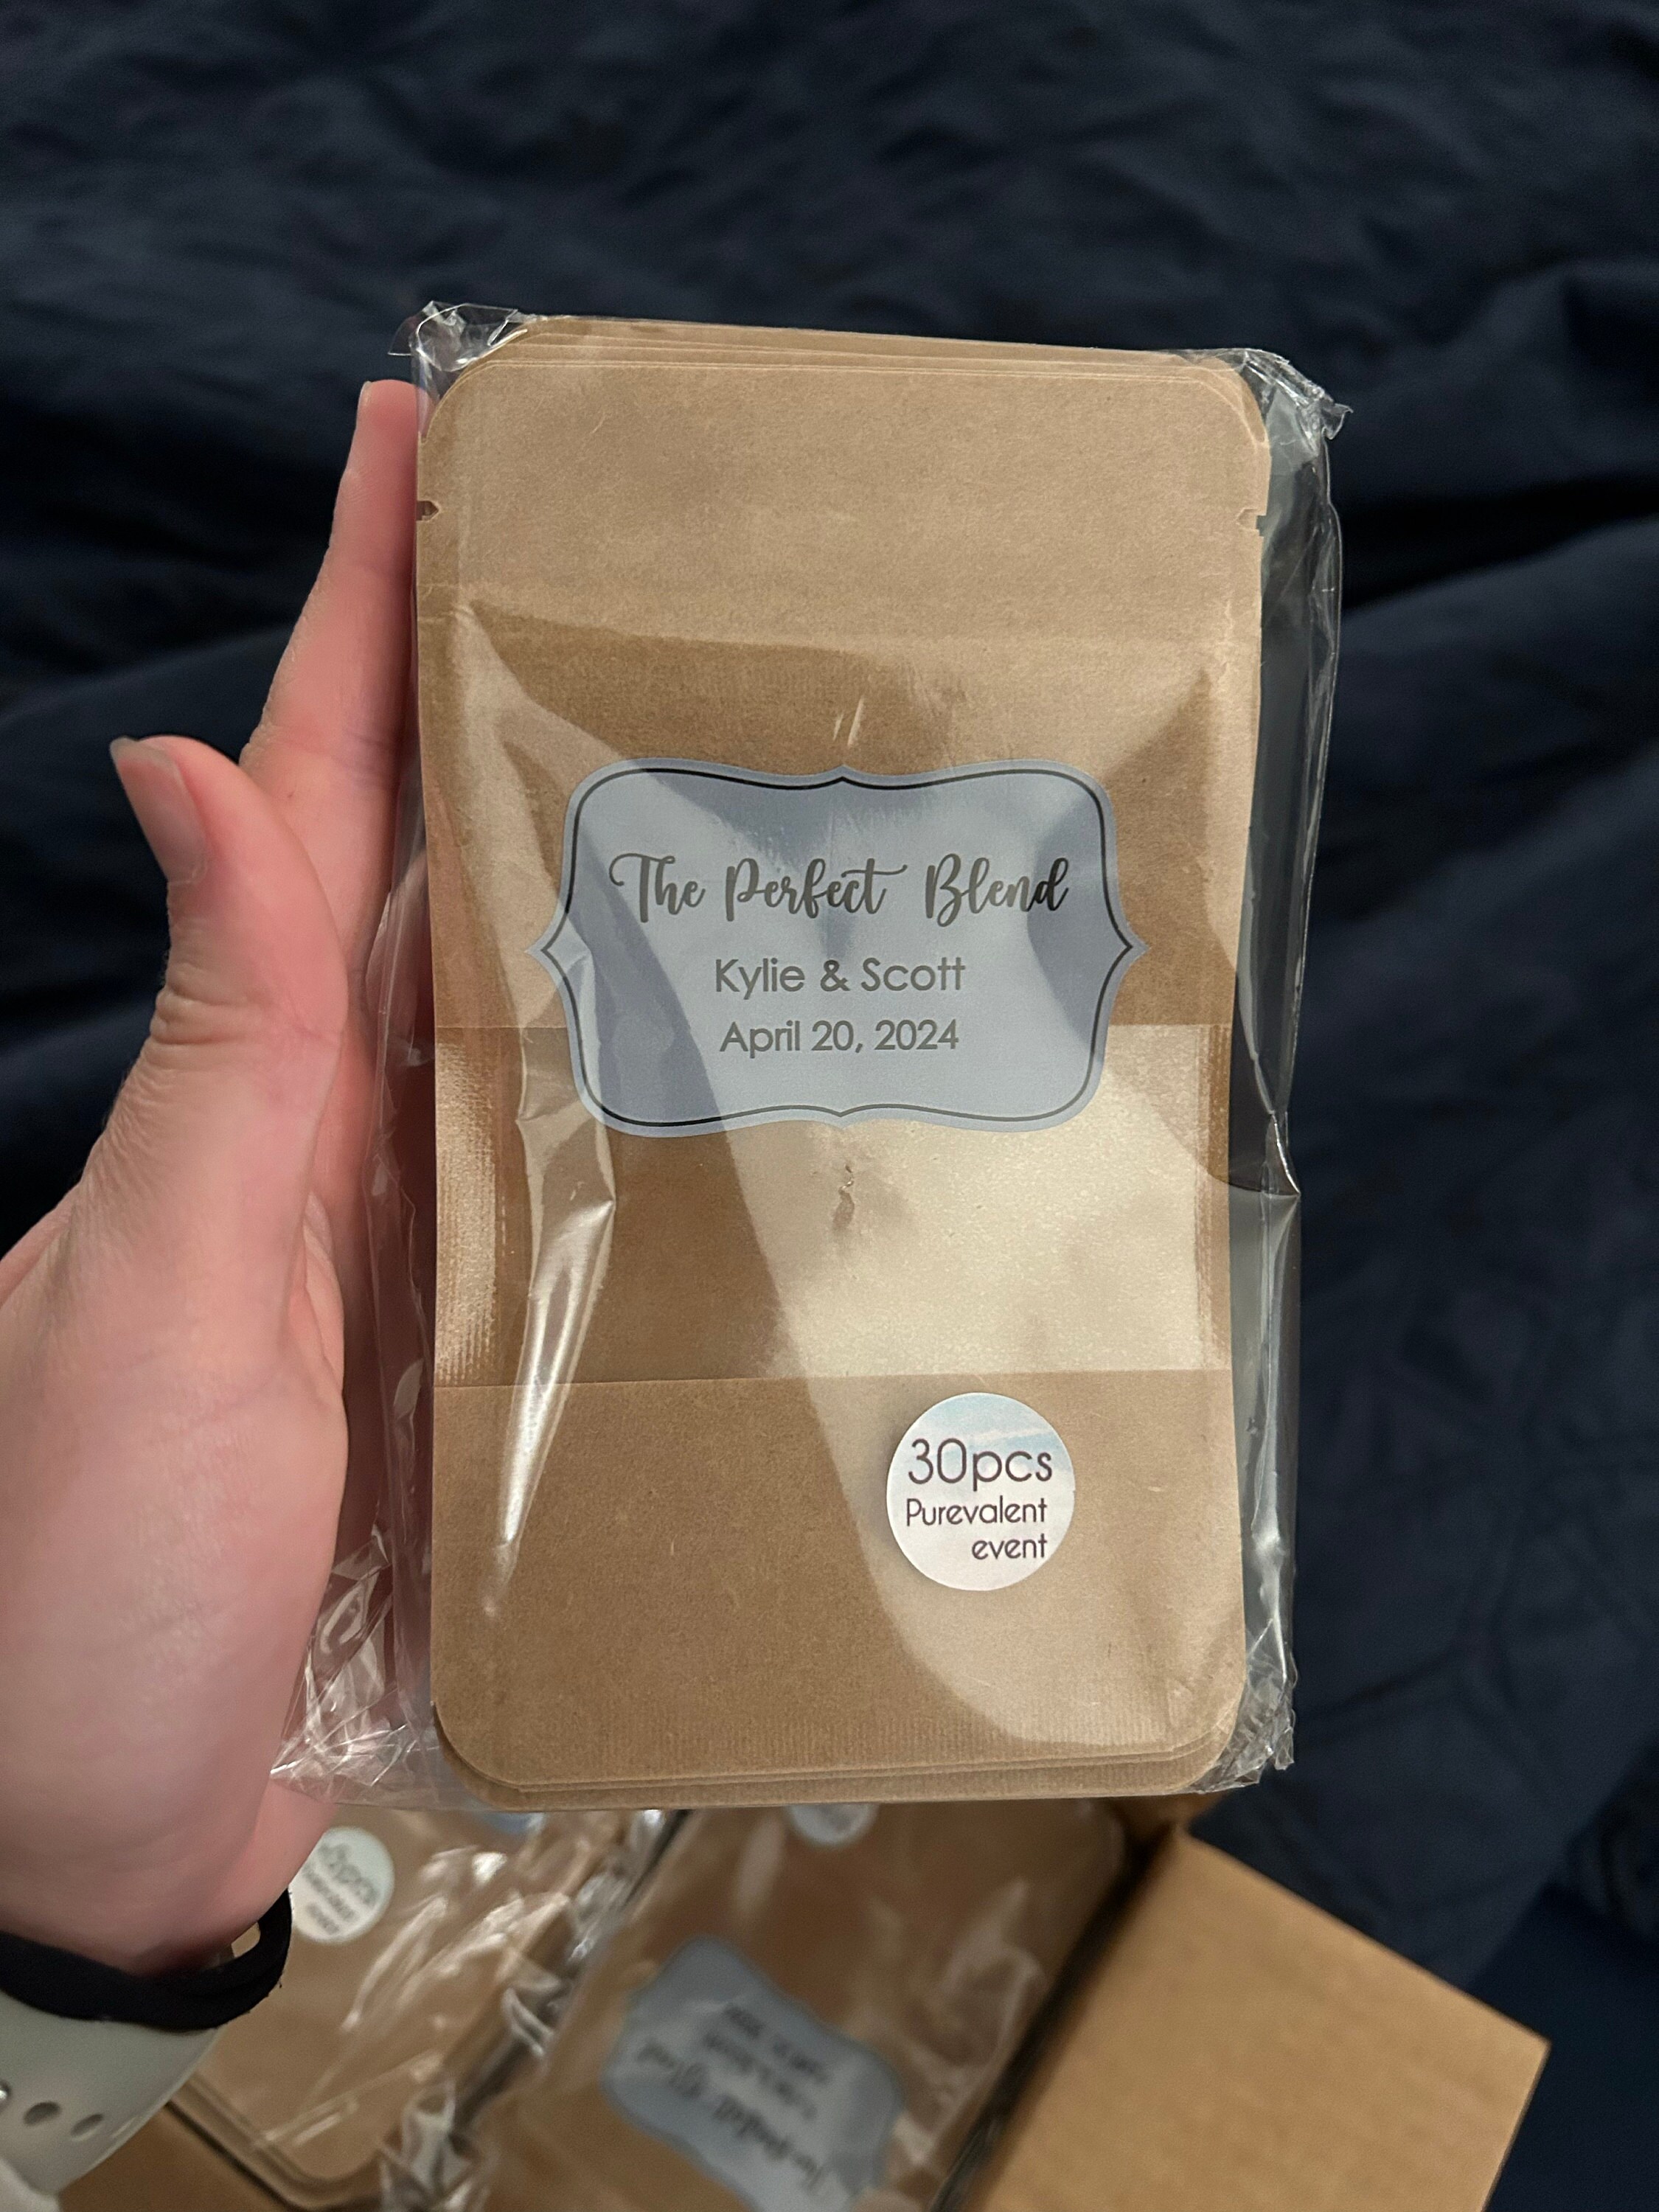 The Perfect Blend
Kylie & Scott
April 20, 2024
30pcs
Purevalent
event